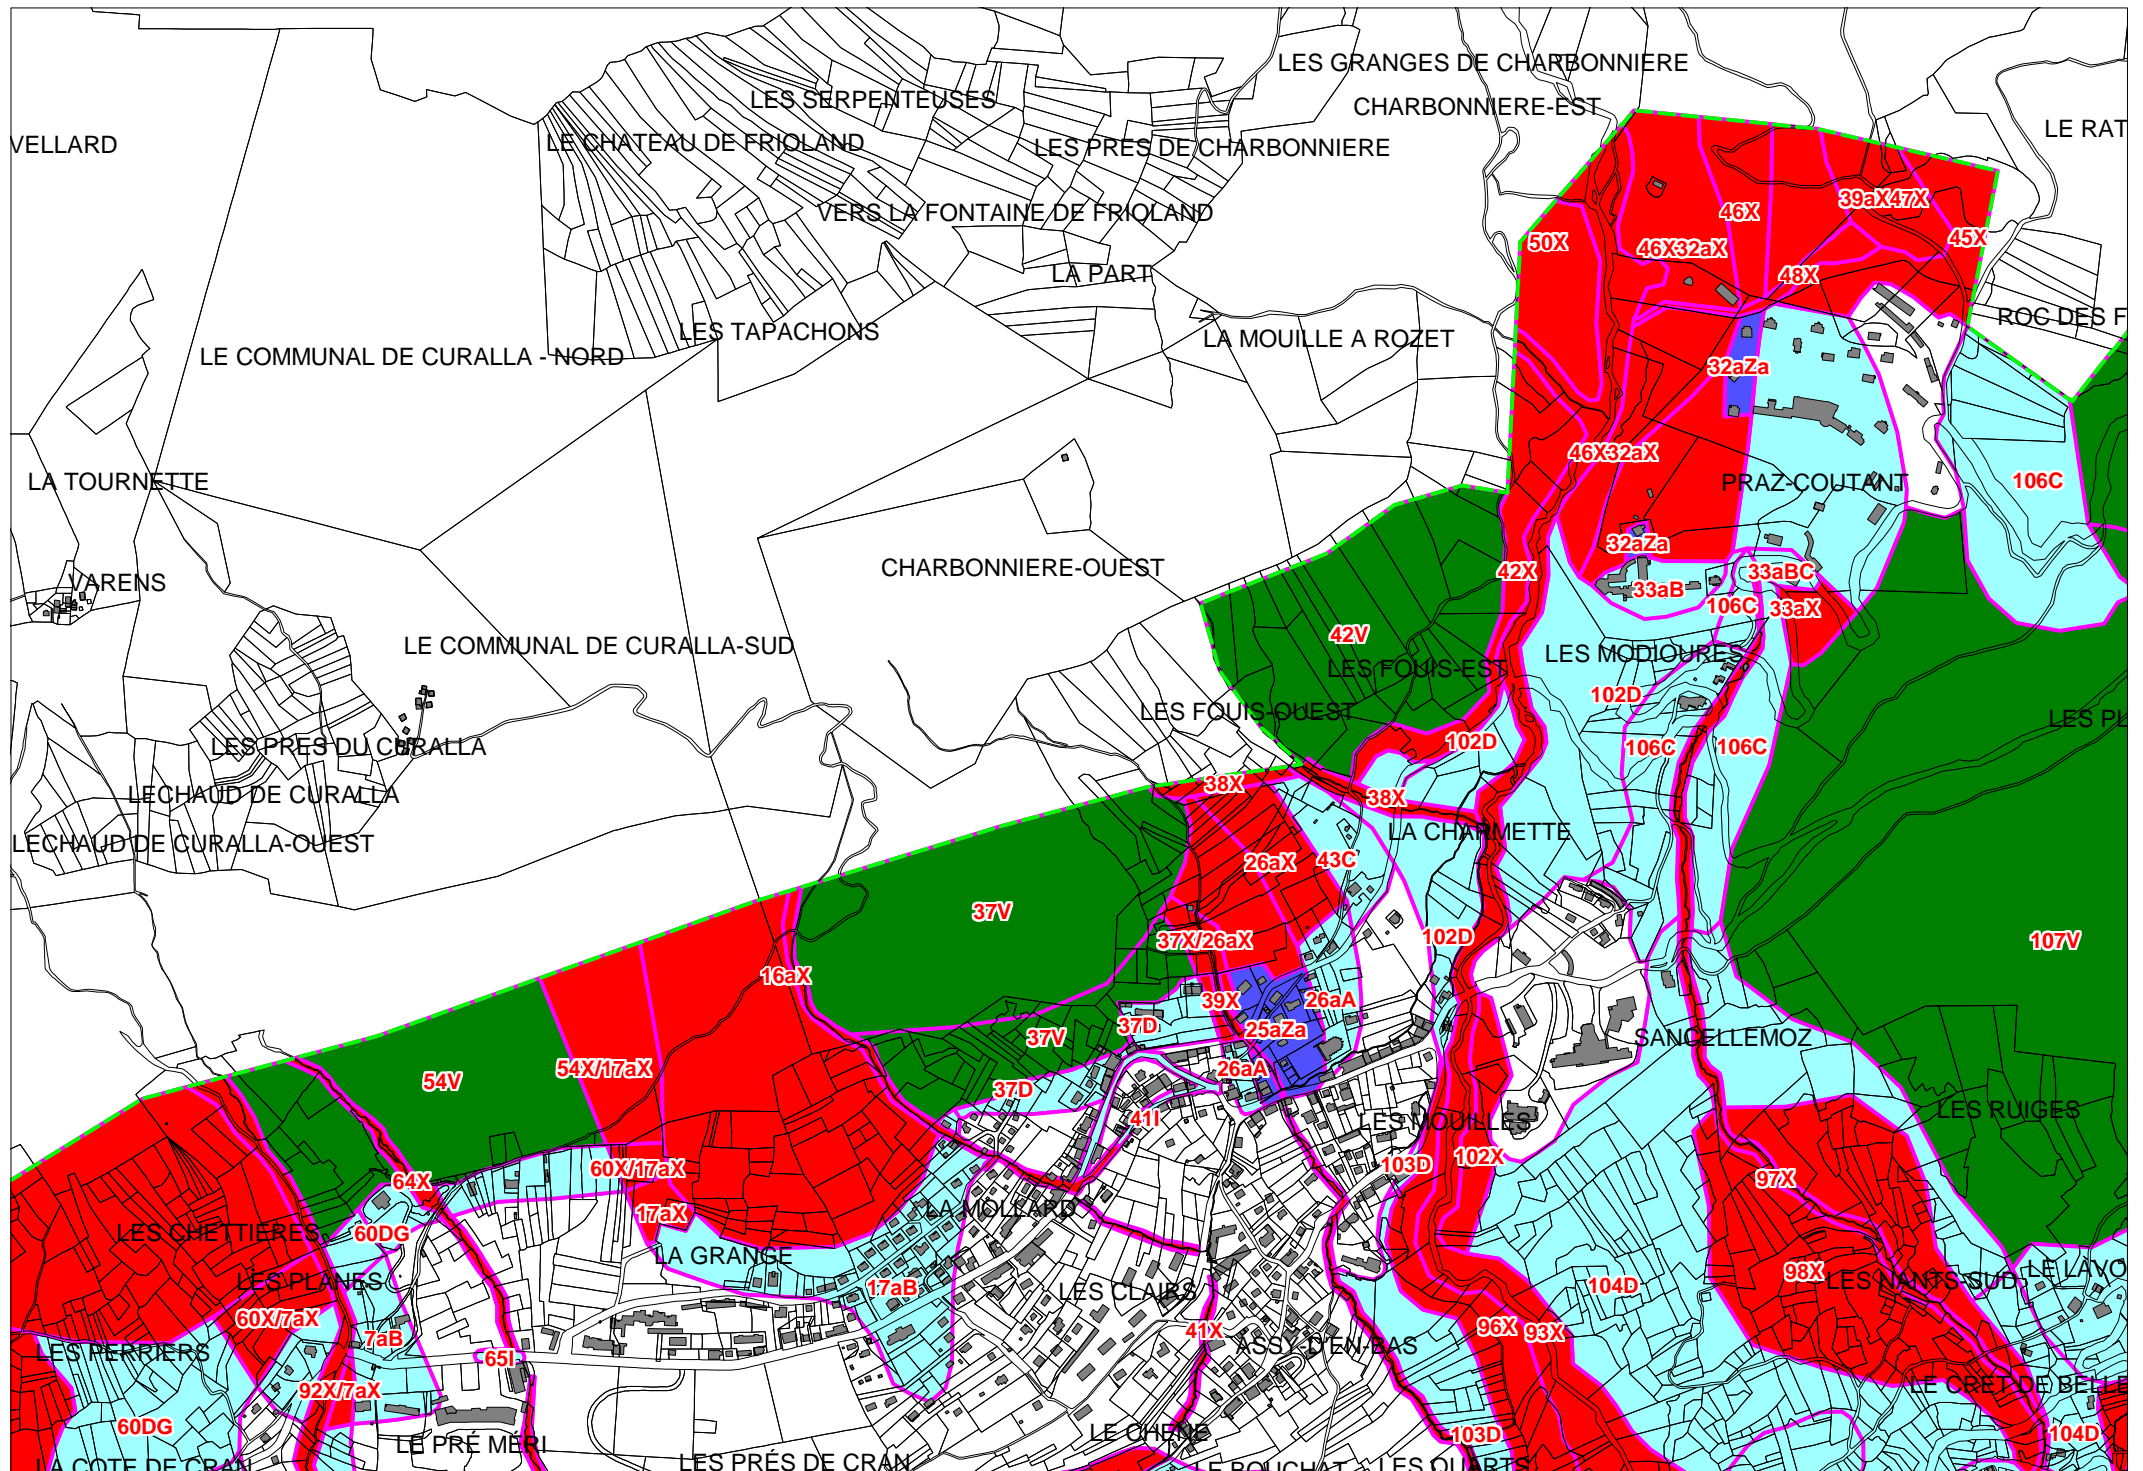 LES GRANGES DE CHARBONNIERE
LES SERPENTEUSES
CHARBONNIERE-EST
VELLARD
LE CHATEAU DE FRIOLAND
LES PRES DE CHARBONNIERE
LE RAT
39aX47X
46X
VERS LA FONTAINE DE FRIOLAND
50X
46X32aX
45X
LA PART
48X
ROC DES F
LES TAPACHONS
LA MOUILLE A ROZET
LE COMMUNAL DE CURALLA - NORD
32aZa
46X32aX
LA TOURNETTE
PRAZ-COUTANT
106C
32aZa
CHARBONNIERE-OUEST
42X
33aBC
VARENS
33aB
106C
33aX
42V
LE COMMUNAL DE CURALLA-SUD
LES MODIOURES
LES FOUIS-EST
102D
LES FOUIS-OUEST
LES PL
LES PRES DU CURALLA
102D
106C
106C
38X
LECHAUD DE CURALLA
38X
LA CHARMETTE
LECHAUD DE CURALLA-OUEST
26aX
43C
37V
37X/26aX
102D
107V
16aX
39X
26aA
37D
25aZa
37V
SANCELLEMOZ
54X/17aX
26aA
54V
37D
LES RUIGES
41I
LES MOUILLES
102X
60X/17aX
103D
64X
97X
17aX
LA MOLLARD
LES CHETTIERES
60DG
LA GRANGE
LE LAVO
98X
LES NANTS-SUD
LES PLANES
17aB
LES CLAIRS
104D
60X/7aX
41X
96X
93X
7aB
ASSY-D'EN-BAS
LES PERRIERS
65I
92X/7aX
LE CRET DE BELLE
60DG
LE CHENE
103D
104D
LE PRÉ MÉRI
LA COTE DE CRAN
LES PRÉS DE CRAN
LE BOUCHAT
LES QUARTS